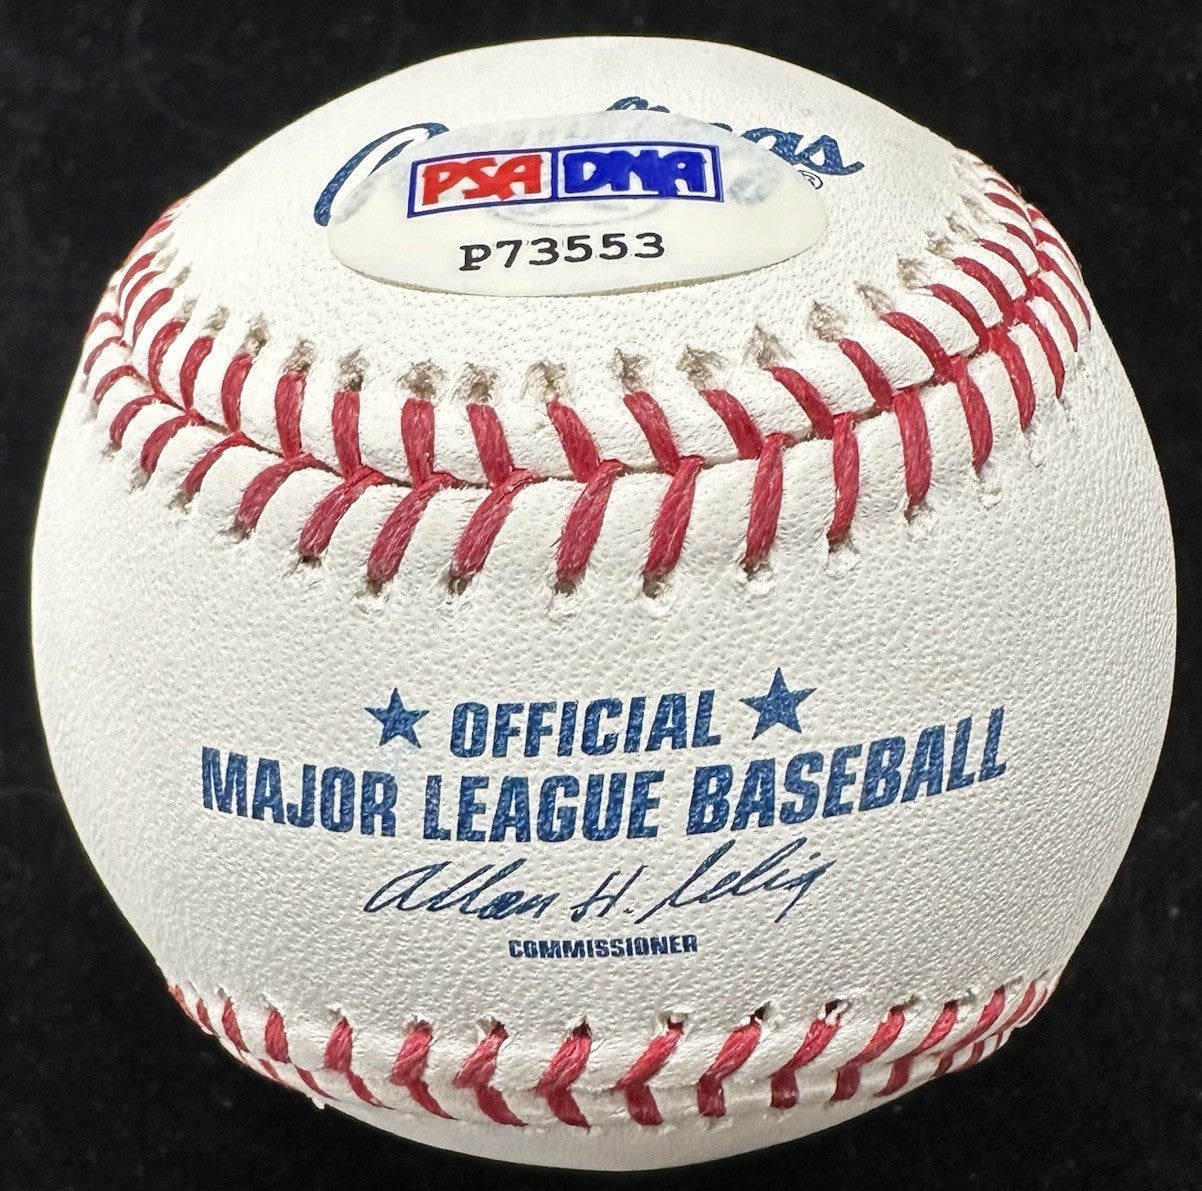 PSA DNA
P73553
★ OFFICIAL ★
MAJOR LEAGUE BASEBALL
Allan H. Selig
COMMISSIONER